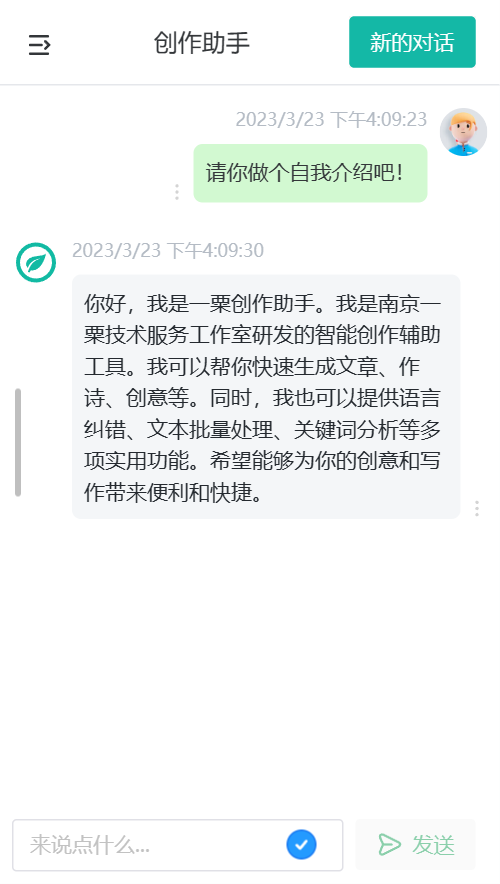 创作助手
新的对话
2023/3/23 下午4:09:23
请你做个自我介绍吧！
2023/3/23 下午4:09:30
你好，我是一粟创作助手。我是南京一
粟技术服务工作室研发的智能创作辅助
工具。我可以帮你快速生成文章、作
诗、创意等。同时，我也可以提供语言
纠错、文本批量处理、关键词分析等多
项实用功能。希望能够为你的创意和写
作带来便利和快捷。
来说点什么...
发送